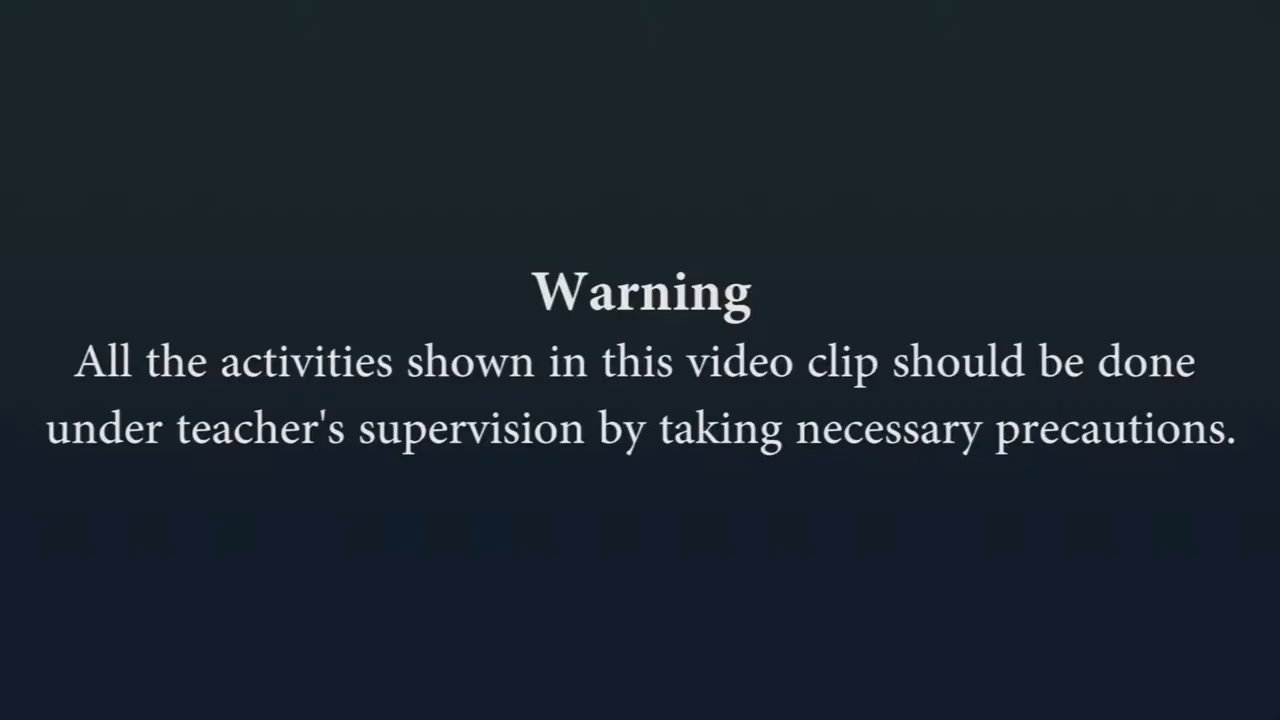 Warning
All the activities shown in this video clip should be done
under teacher's supervision by taking necessary precautions.